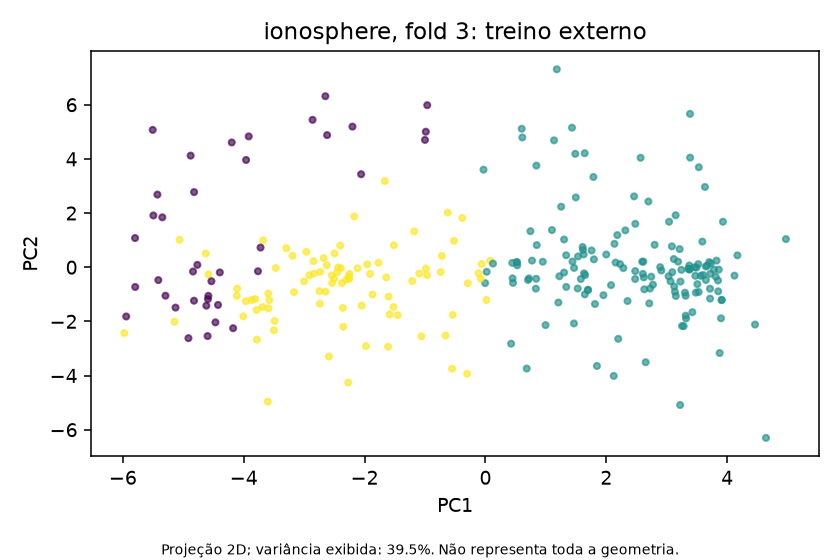 ionosphere, fold 3: treino externo
6
4
2
0
−2
−4
−6
PC2
−6 −4 −2 0 2 4
PC1
Projeção 2D; variância exibida: 39.5%. Não representa toda a geometria.